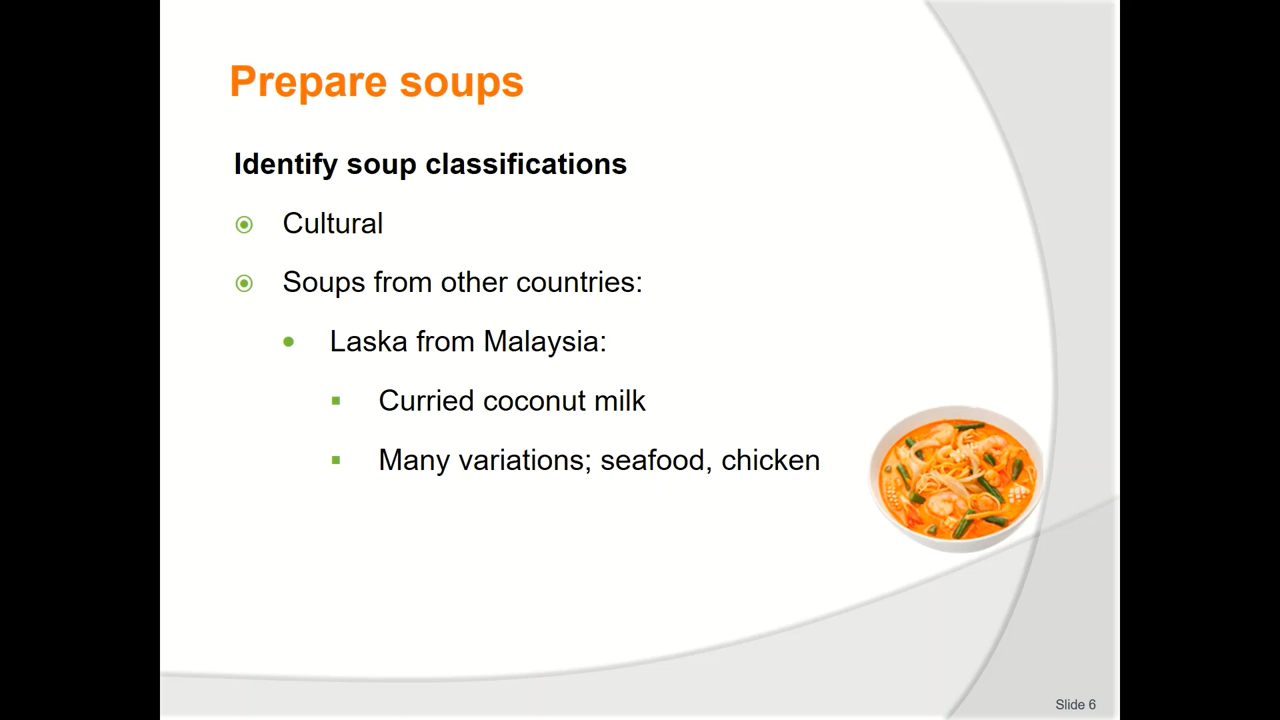 Prepare soups
Identify soup classifications
Cultural
Soups from other countries:
Laska from Malaysia:
Curried coconut milk
Many variations; seafood, chicken
Slide 6